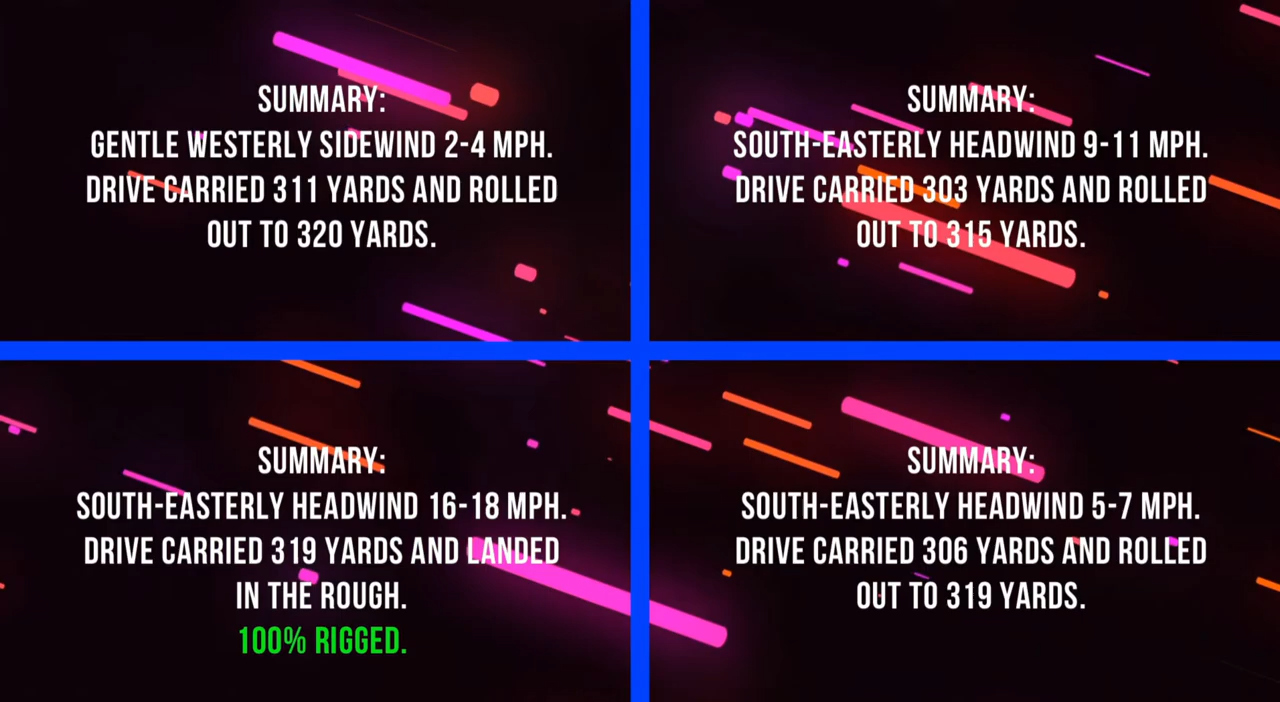 SUMMARY:
GENTLE WESTERLY SIDEWIND 2-4 MPH.
DRIVE CARRIED 311 YARDS AND ROLLED
OUT TO 320 YARDS.
SUMMARY:
SOUTH-EASTERLY HEADWIND 9-11 MPH.
DRIVE CARRIED 303 YARDS AND ROLLED
OUT TO 315 YARDS.
SUMMARY:
SOUTH-EASTERLY HEADWIND 16-18 MPH.
DRIVE CARRIED 319 YARDS AND LANDED
IN THE ROUGH.
100% RIGGED.
SUMMARY:
SOUTH-EASTERLY HEADWIND 5-7 MPH.
DRIVE CARRIED 306 YARDS AND ROLLED
OUT TO 319 YARDS.